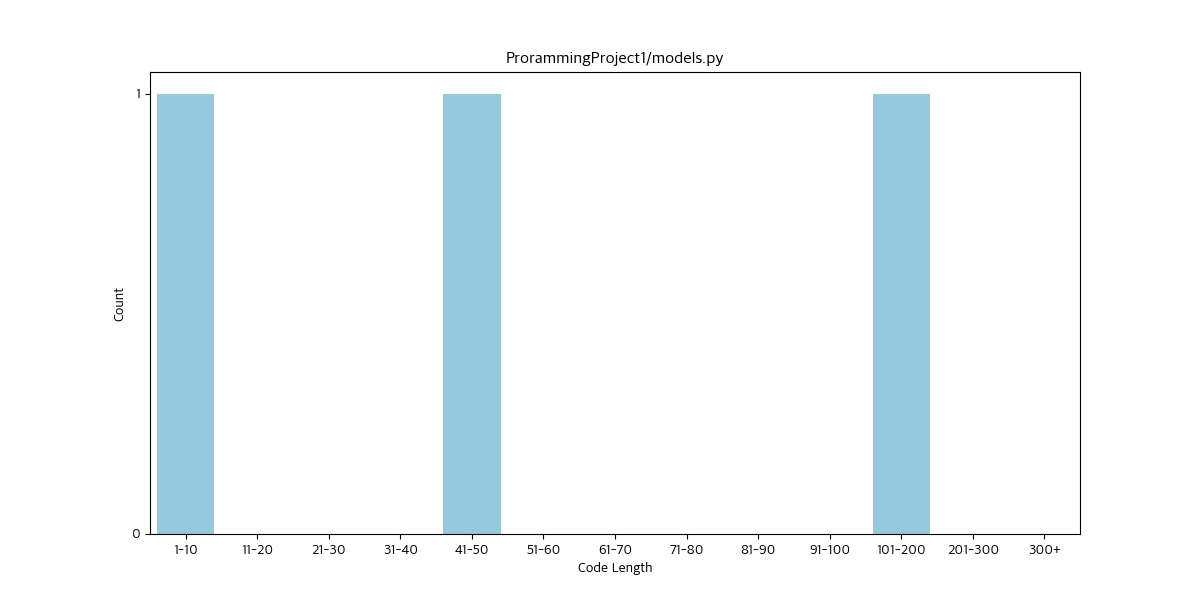 ProrammingProject1/models.py
1
Count
0
1-10 11-20 21-30 31-40 41-50 51-60 61-70 71-80 81-90 91-100 101-200 201-300 300+
Code Length